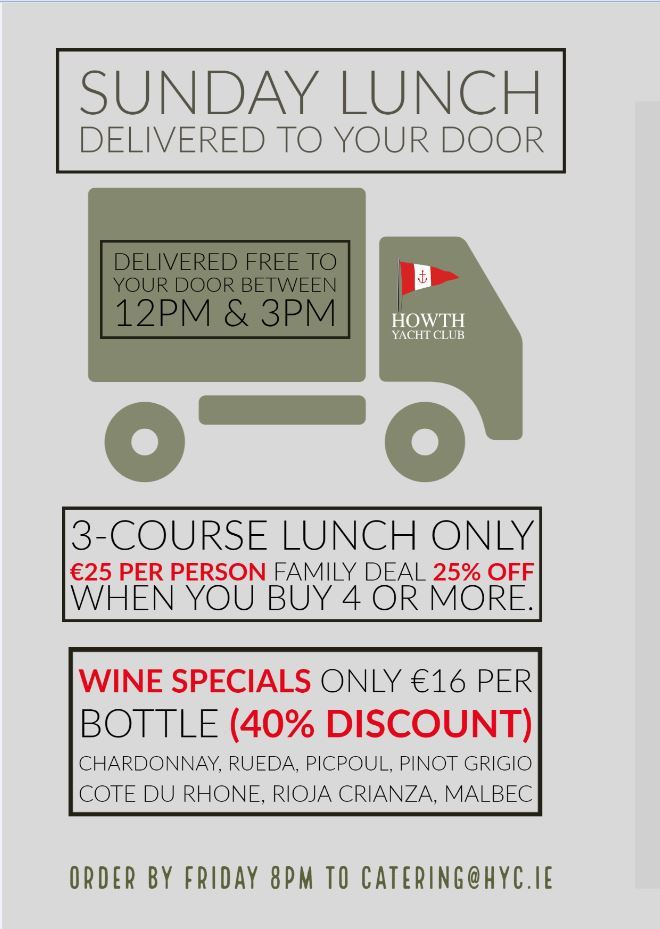 SUNDAY LUNCH
DELIVERED TO YOUR DOOR
DELIVERED FREE TO
YOUR DOOR BETWEEN
12PM & 3PM
HOWTH
YACHT CLUB
3-COURSE LUNCH ONLY
€25 PER PERSON FAMILY DEAL 25% OFF
WHEN YOU BUY 4 OR MORE.
WINE SPECIALS ONLY €16 PER
BOTTLE (40% DISCOUNT)
CHARDONNAY, RUEDA, PICPOUL, PINOT GRIGIO
COTE DU RHONE, RIOJA CRIANZA, MALBEC
ORDER BY FRIDAY 8PM TO CATERING@HYC.IE